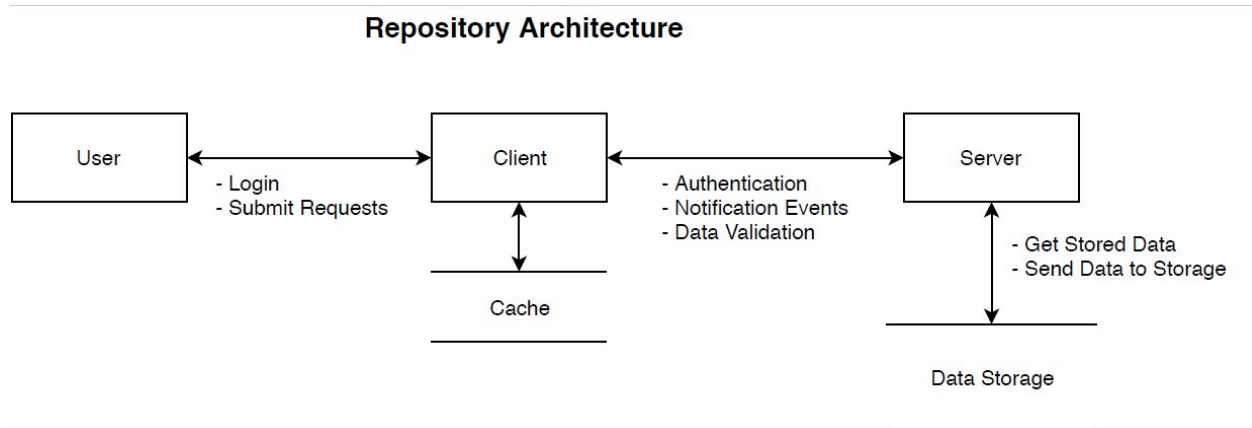 Repository Architecture
User
- Login
- Submit Requests
Client
- Authentication
- Notification Events
- Data Validation
Server
- Get Stored Data
- Send Data to Storage
Cache
Data Storage